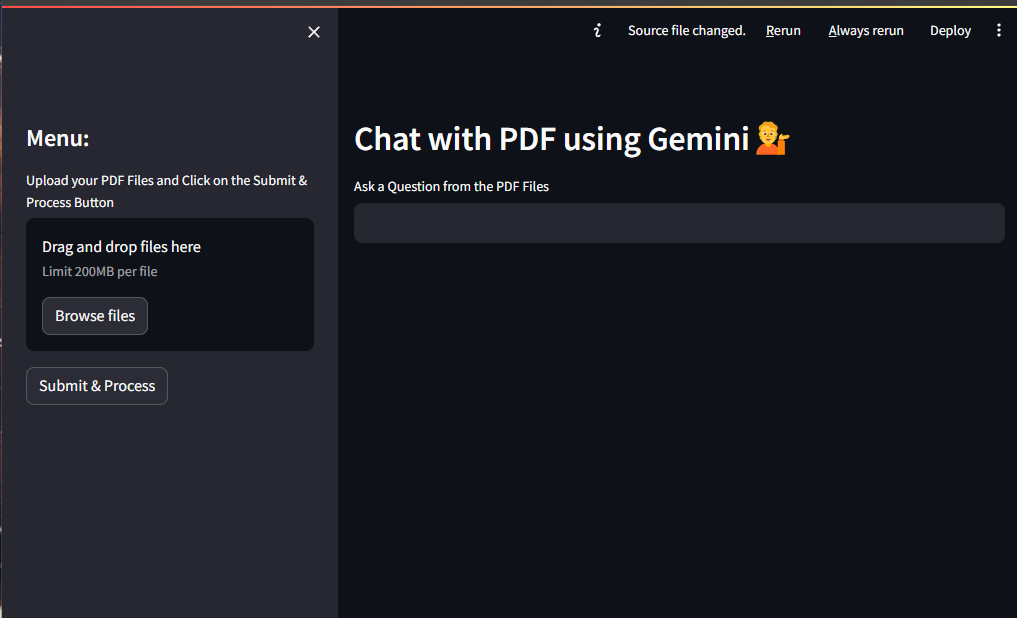 Source file changed. Rerun Always rerun Deploy
Menu:
Upload your PDF Files and Click on the Submit &
Process Button
Drag and drop files here
Limit 200MB per file
Browse files
Submit & Process
Chat with PDF using Gemini 💁
Ask a Question from the PDF Files